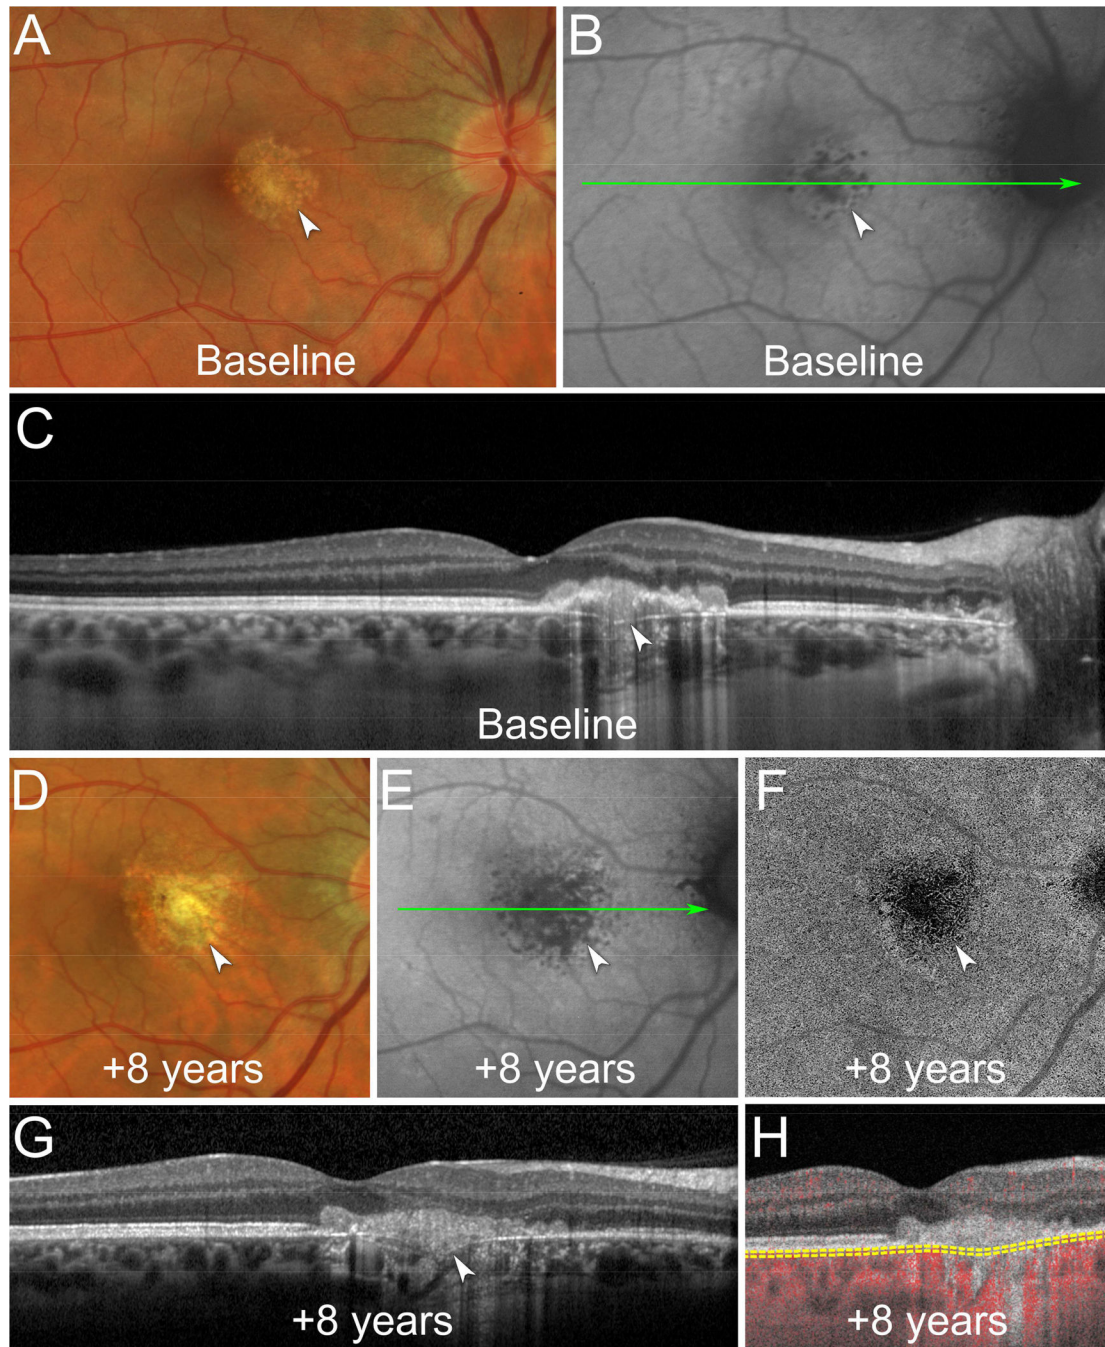 A
B
Baseline
Baseline
C
Baseline
D
E
F
+8 years
+8 years
+8 years
G
H
+8 years
+8 years